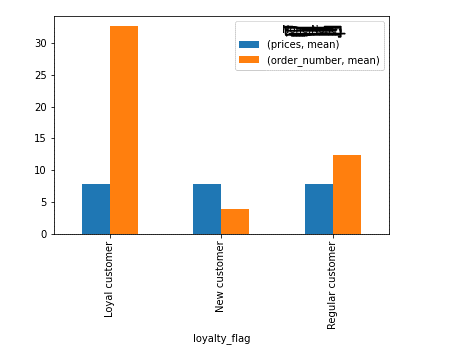 30
25
20
15
10
5
0
(prices, mean)
(order_number, mean)
Loyal customer
New customer
Regular customer
loyalty_flag